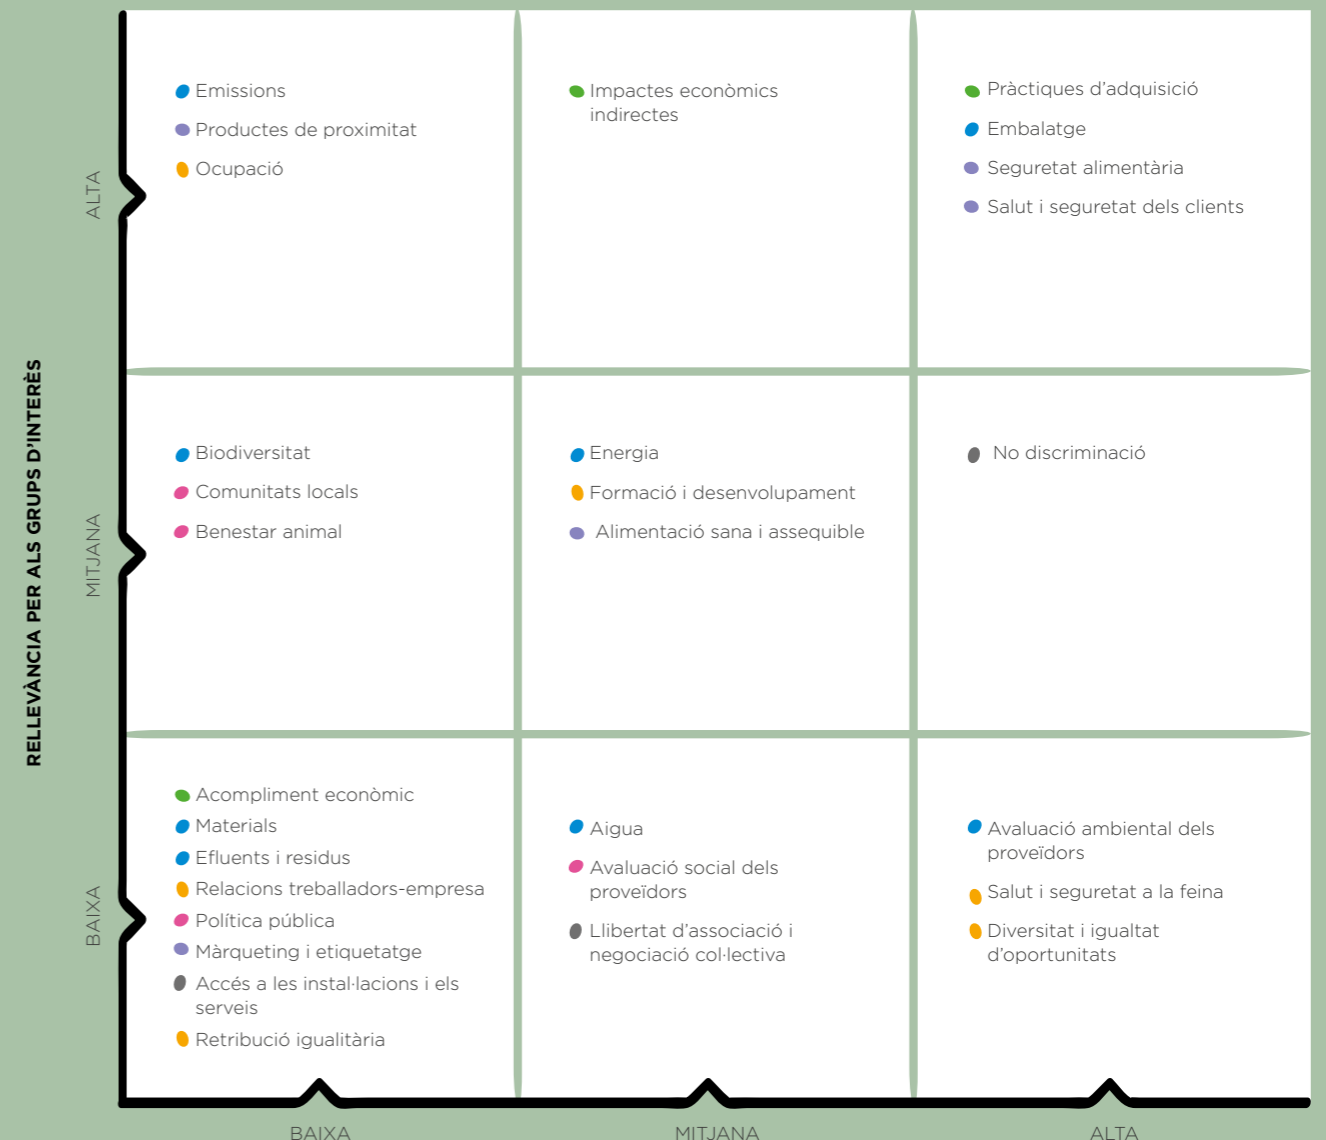 RELLEVÀNCIA PER ALS GRUPS D'INTERÈS
ALTA
Emissions
Productes de proximitat
Ocupació
Impactes econòmics
indirectes
Pràctiques d'adquisició
Embalatge
Seguretat alimentària
Salut i seguretat dels clients
MITJANA
Biodiversitat
Comunitats locals
Benestar animal
Energia
Formació i desenvolupament
Alimentació sana i assequible
No discriminació
BAIXA
Acompliment econòmic
Materials
Efluents i residus
Relacions treballadors-empresa
Política pública
Màrqueting i etiquetatge
Accés a les instal·lacions i els
serveis
Retribució igualitària
Aigua
Avaluació social dels
proveïdors
Llibertat d'associació i
negociació col·lectiva
Avaluació ambiental dels
proveïdors
Salut i seguretat a la feina
Diversitat i igualtat
d'oportunitats
BAIXA
MITJANA
ALTA